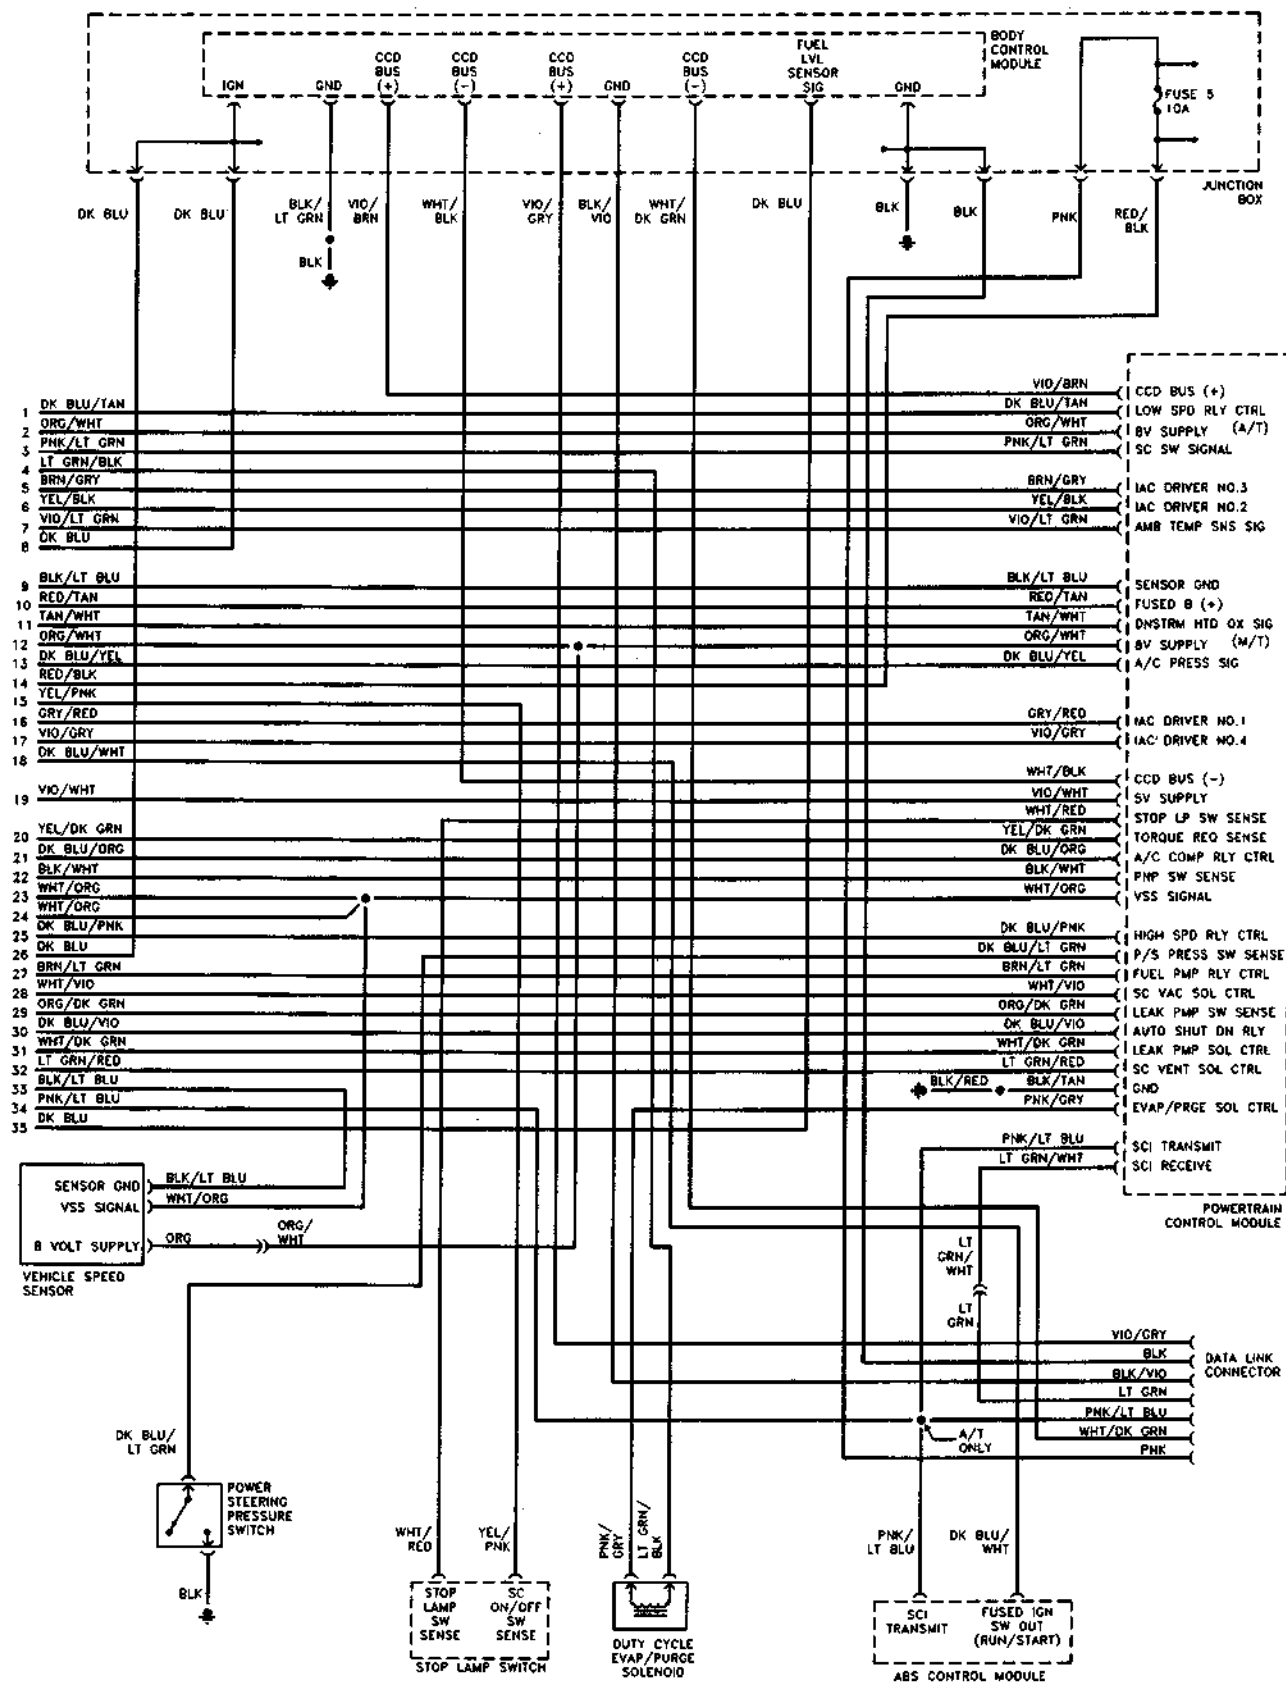 BODY
CONTROL
MODULE
IGN
GND
CCD
BUS
(+)
CCD
BUS
(-)
CCD
BUS
(+)
GND
CCD
BUS
(-)
FUEL
LVL
SENSOR
SIG
GND
FUSE 5
10A
JUNCTION
BOX
DK BLU
DK BLU
BLK/
LT GRN
VIO/
BRN
WHT/
BLK
VIO/
GRY
BLK/
VIO
WHT/
DK GRN
DK BLU
BLK
BLK
PNK
RED/
BLK
BLK
VIO/BRN CCD BUS (+)
1 DK BLU/TAN DK BLU/TAN LOW SPD RLY CTRL
2 ORG/WHT ORG/WHT 8V SUPPLY (A/T)
3 PNK/LT GRN PNK/LT GRN SC SW SIGNAL
4 LT GRN/BLK
5 BRN/GRY BRN/GRY IAC DRIVER NO.3
6 YEL/BLK YEL/BLK IAC DRIVER NO.2
7 VIO/LT GRN VIO/LT GRN AMB TEMP SNS SIG
8 DK BLU
9 BLK/LT BLU BLK/LT BLU SENSOR GND
10 RED/TAN RED/TAN FUSED B (+)
11 TAN/WHT TAN/WHT DNSTRM HTD OX SIG
12 ORG/WHT ORG/WHT 8V SUPPLY (M/T)
13 DK BLU/YEL DK BLU/YEL A/C PRESS SIG
14 RED/BLK
15 YEL/PNK
16 GRY/RED GRY/RED IAC DRIVER NO.1
17 VIO/GRY VIO/GRY IAC DRIVER NO.4
18 DK BLU/WHT
WHT/BLK CCD BUS (-)
19 VIO/WHT VIO/WHT 5V SUPPLY
WHT/RED STOP LP SW SENSE
20 YEL/DK GRN YEL/DK GRN TORQUE REQ SENSE
21 DK BLU/ORG DK BLU/ORG A/C COMP RLY CTRL
22 BLK/WHT BLK/WHT PNP SW SENSE
23 WHT/ORG WHT/ORG VSS SIGNAL
24 WHT/ORG
25 DK BLU/PNK DK BLU/PNK HIGH SPD RLY CTRL
26 DK BLU DK BLU/LT GRN P/S PRESS SW SENSE
27 BRN/LT GRN BRN/LT GRN FUEL PMP RLY CTRL
28 WHT/VIO WHT/VIO SC VAC SOL CTRL
29 ORG/DK GRN ORG/DK GRN LEAK PMP SW SENSE
30 DK BLU/VIO DK BLU/VIO AUTO SHUT DN RLY
31 WHT/DK GRN WHT/DK GRN LEAK PMP SOL CTRL
32 LT GRN/RED LT GRN/RED SC VENT SOL CTRL
33 BLK/LT BLU BLK/RED BLK/TAN GND
34 PNK/LT BLU PNK/GRY EVAP/PRGE SOL CTRL
35 DK BLU
PNK/LT BLU SCI TRANSMIT
LT GRN/WHT SCI RECEIVE
POWERTRAIN
CONTROL MODULE
SENSOR GND BLK/LT BLU
VSS SIGNAL WHT/ORG
8 VOLT SUPPLY ORG
ORG/
WHT
VEHICLE SPEED
SENSOR
LT
GRN/
WHT
LT
GRN
VIO/GRY
BLK
BLK/VIO
LT GRN
PNK/LT BLU
WHT/DK GRN
PNK
DATA LINK
CONNECTOR
A/T
ONLY
DK BLU/
LT GRN
POWER
STEERING
PRESSURE
SWITCH
BLK
WHT/
RED
YEL/
PNK
PNK/
GRY
LT GRN/
BLK
PNK/
LT BLU
DK BLU/
WHT
STOP
LAMP
SW
SENSE
SC
ON/OFF
SW
SENSE
STOP LAMP SWITCH
DUTY CYCLE
EVAP/PURGE
SOLENOID
SCI
TRANSMIT
FUSED IGN
SW OUT
(RUN/START)
ABS CONTROL MODULE